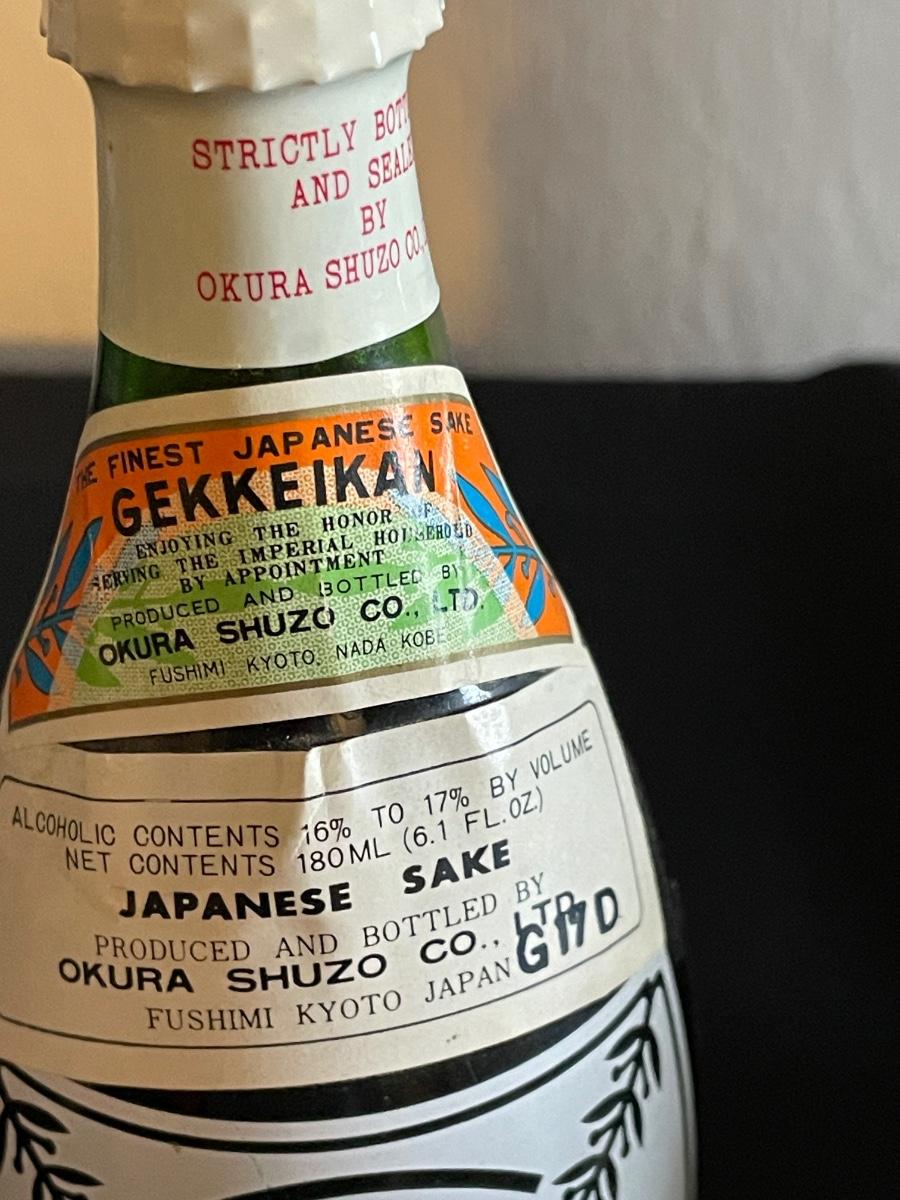 STRICTLY
AND
BY
OKURA SHUZO CO.,
THE FINEST JAPANESE SAKE
GEKKEIKAN
ENJOYING THE HONOR OF
SERVING THE IMPERIAL HOUSEHOLD
BY APPOINTMENT
PRODUCED AND BOTTLED BY
OKURA SHUZO CO., LTD.
FUSHIMI KYOTO. NADA KOBE
ALCOHOLIC CONTENTS 16% TO 17% BY VOLUME
NET CONTENTS 180ML (6.1 FL.OZ.)
JAPANESE SAKE
PRODUCED AND BOTTLED BY
OKURA SHUZO CO., LTD.
FUSHIMI KYOTO JAPAN